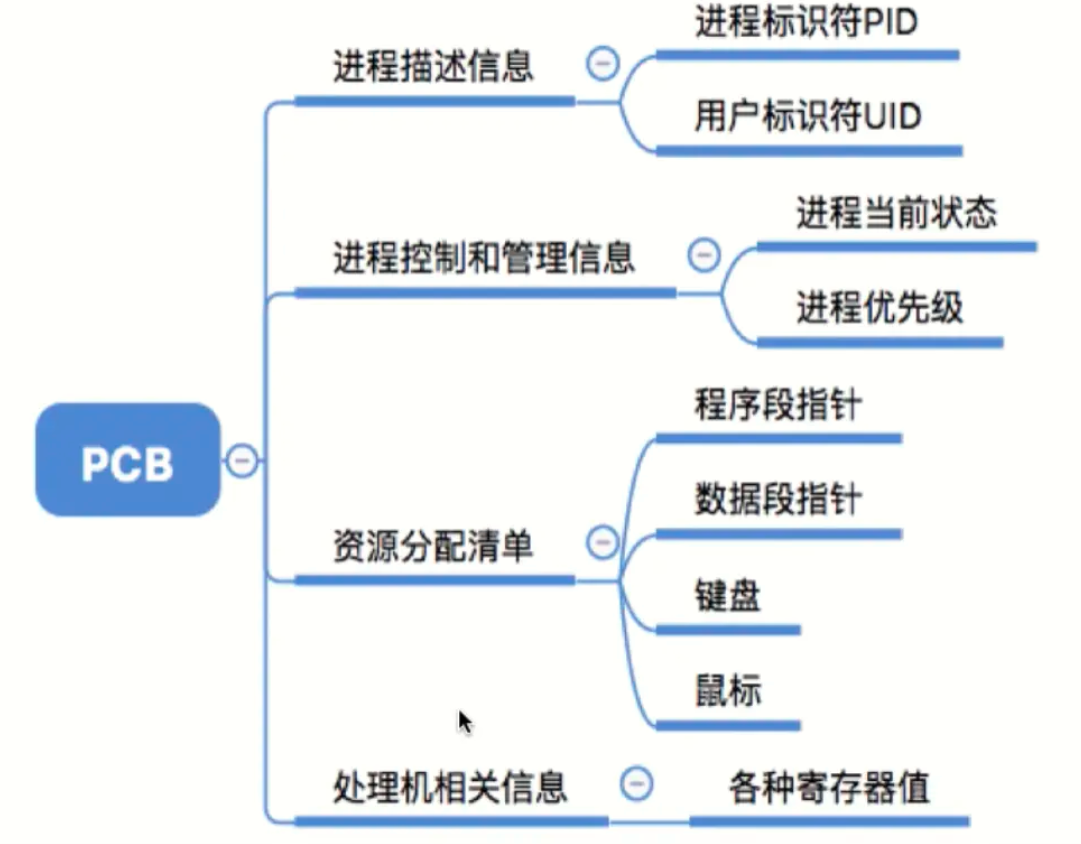 进程标识符PID
进程描述信息
用户标识符UID
进程当前状态
进程控制和管理信息
进程优先级
程序段指针
PCB
数据段指针
资源分配清单
键盘
鼠标
处理机相关信息
各种寄存器值